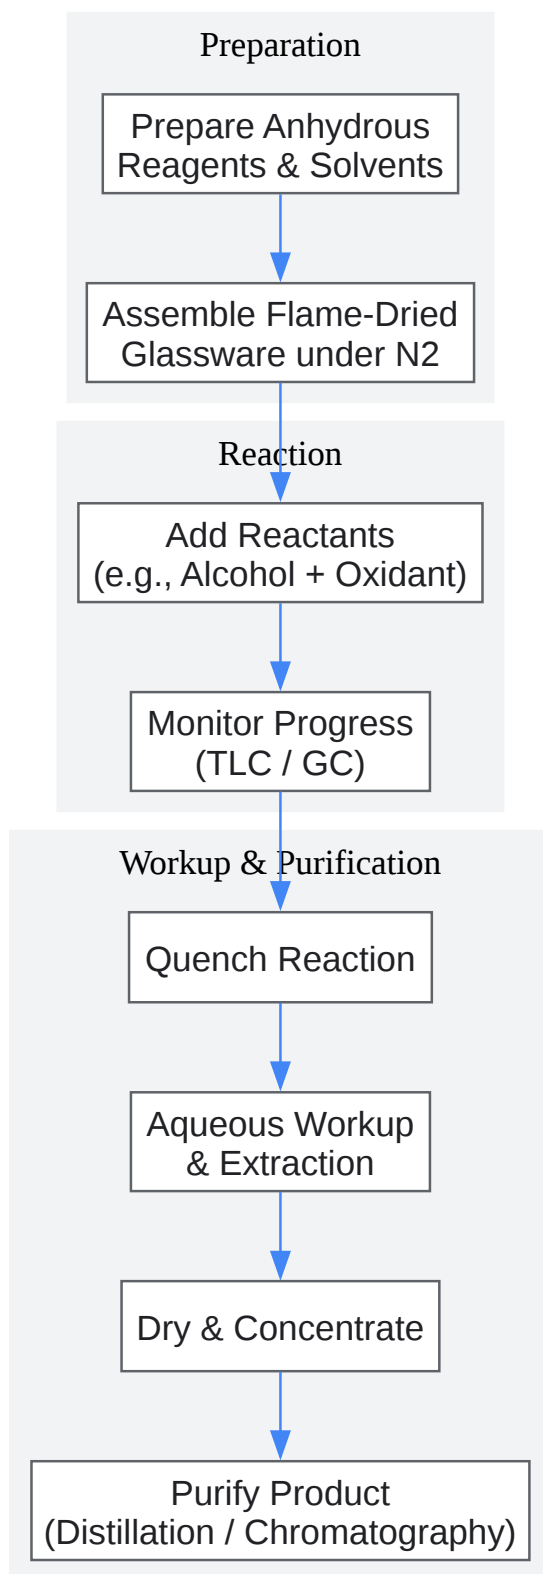 Preparation
Prepare Anhydrous
Reagents & Solvents
Assemble Flame-Dried
Glassware under N2
Reaction
Add Reactants
(e.g., Alcohol + Oxidant)
Monitor Progress
(TLC / GC)
Workup & Purification
Quench Reaction
Aqueous Workup
& Extraction
Dry & Concentrate
Purify Product
(Distillation / Chromatography)